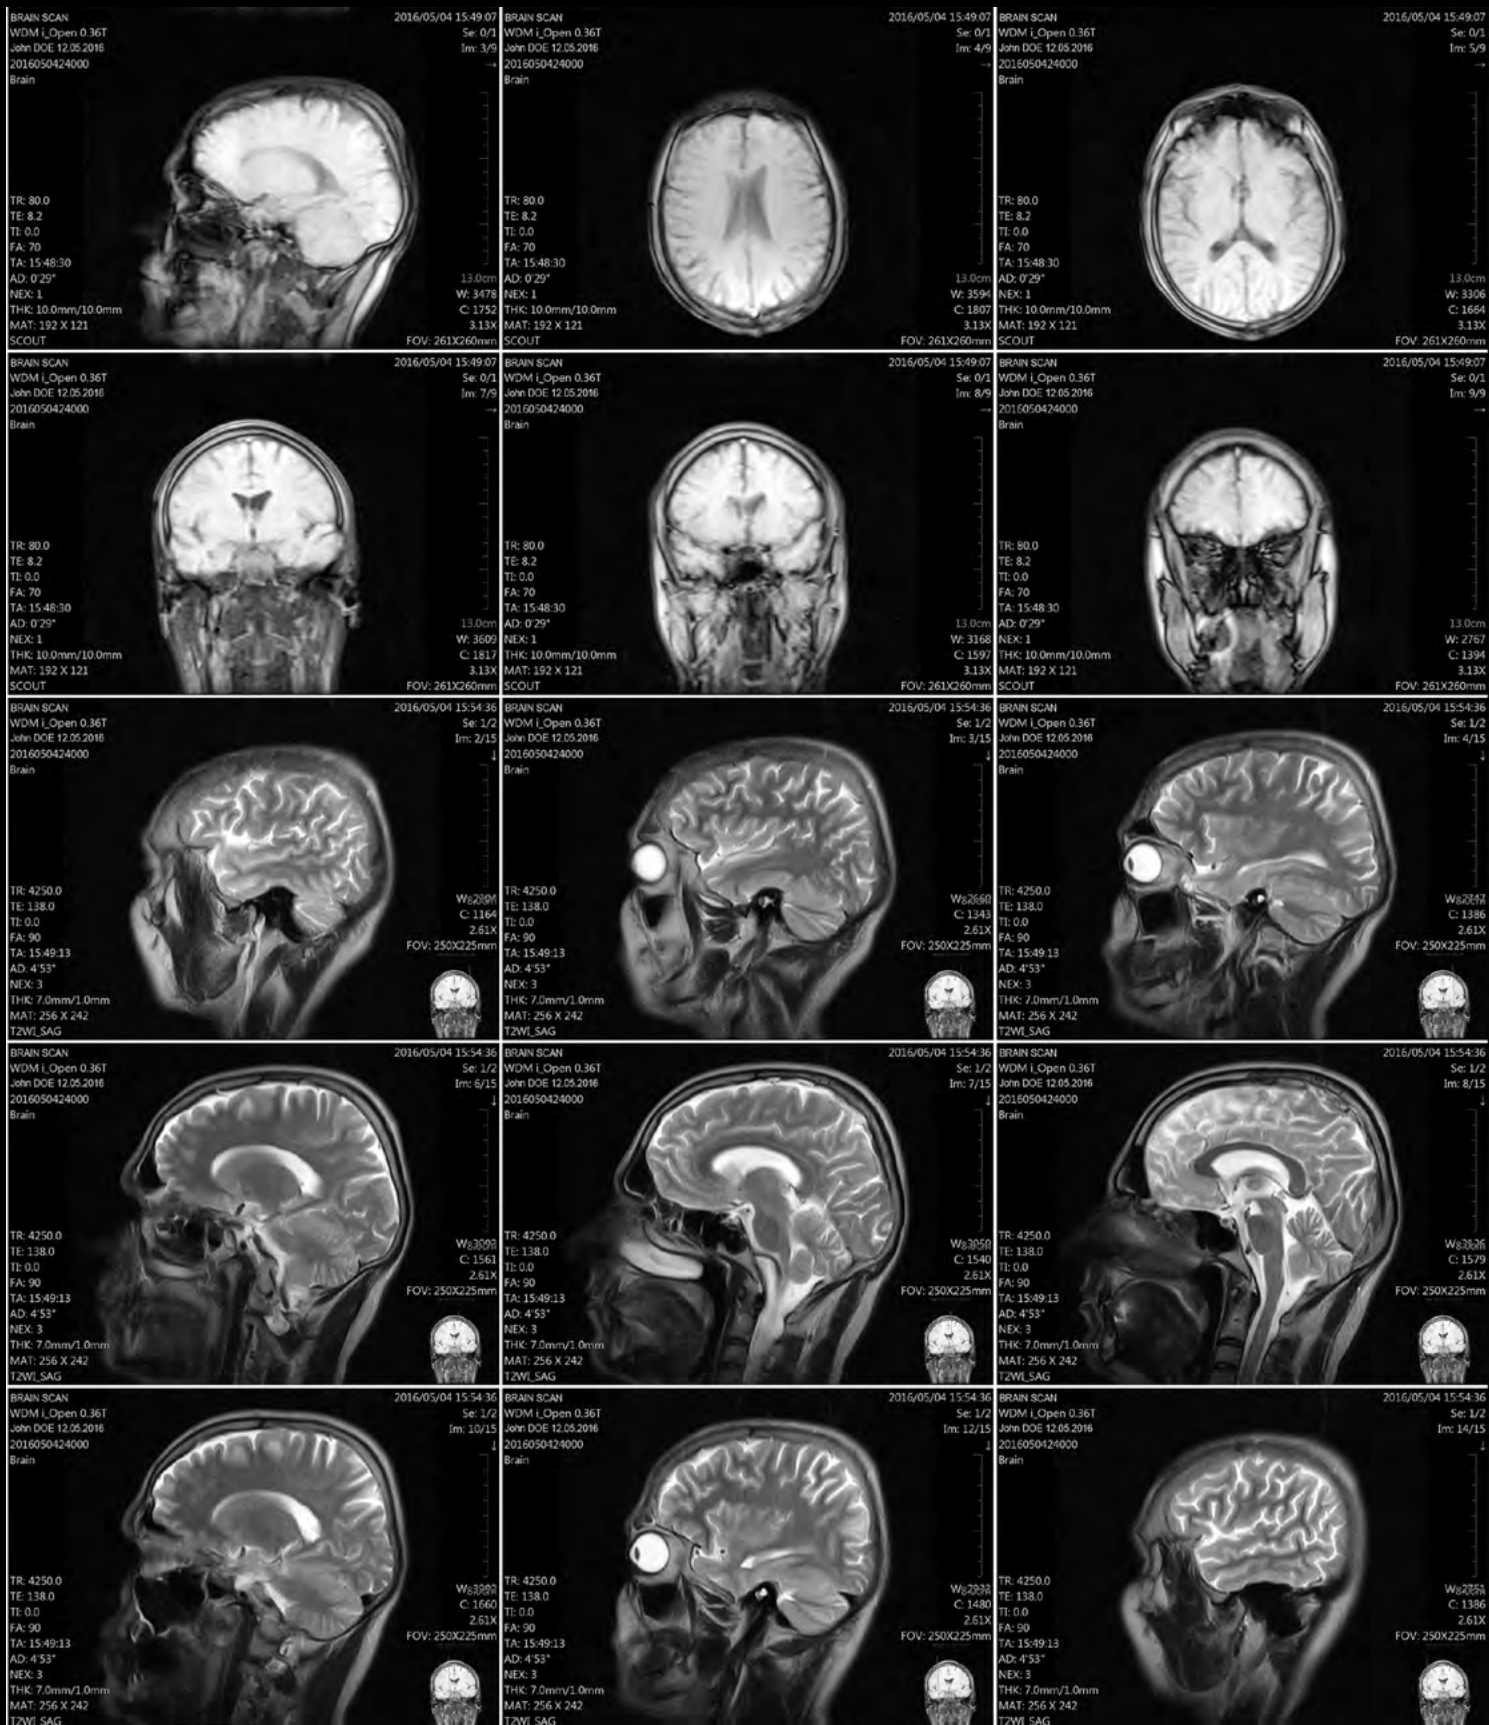 BRAIN SCAN
WDM i_Open 0.36T
John DOE 12.05.2016
2016050424000
Brain
2016/05/04 15:49:07
Se: 0/1
Im: 3/9
TR: 80.0
TE: 8.2
TI: 0.0
FA: 70
TA: 15:48:30
AD: 0'29"
NEX: 1
THK: 10.0mm/10.0mm
MAT: 192 X 121
SCOUT
13.0cm
W: 3478
C: 1752
3.13X
FOV: 261X260mm
BRAIN SCAN
WDM i_Open 0.36T
John DOE 12.05.2016
2016050424000
Brain
2016/05/04 15:49:07
Se: 0/1
Im: 4/9
TR: 80.0
TE: 8.2
TI: 0.0
FA: 70
TA: 15:48:30
AD: 0'29"
NEX: 1
THK: 10.0mm/10.0mm
MAT: 192 X 121
SCOUT
13.0cm
W: 3594
C: 1807
3.13X
FOV: 261X260mm
BRAIN SCAN
WDM i_Open 0.36T
John DOE 12.05.2016
2016050424000
Brain
2016/05/04 15:49:07
Se: 0/1
Im: 5/9
TR: 80.0
TE: 8.2
TI: 0.0
FA: 70
TA: 15:48:30
AD: 0'29"
NEX: 1
THK: 10.0mm/10.0mm
MAT: 192 X 121
SCOUT
13.0cm
W: 3306
C: 1664
3.13X
FOV: 261X260mm
BRAIN SCAN
WDM i_Open 0.36T
John DOE 12.05.2016
2016050424000
Brain
2016/05/04 15:49:07
Se: 0/1
Im: 7/9
TR: 80.0
TE: 8.2
TI: 0.0
FA: 70
TA: 15:48:30
AD: 0'29"
NEX: 1
THK: 10.0mm/10.0mm
MAT: 192 X 121
SCOUT
13.0cm
W: 3609
C: 1817
3.13X
FOV: 261X260mm
BRAIN SCAN
WDM i_Open 0.36T
John DOE 12.05.2016
2016050424000
Brain
2016/05/04 15:49:07
Se: 0/1
Im: 8/9
TR: 80.0
TE: 8.2
TI: 0.0
FA: 70
TA: 15:48:30
AD: 0'29"
NEX: 1
THK: 10.0mm/10.0mm
MAT: 192 X 121
SCOUT
13.0cm
W: 3168
C: 1597
3.13X
FOV: 261X260mm
BRAIN SCAN
WDM i_Open 0.36T
John DOE 12.05.2016
2016050424000
Brain
2016/05/04 15:49:07
Se: 0/1
Im: 9/9
TR: 80.0
TE: 8.2
TI: 0.0
FA: 70
TA: 15:48:30
AD: 0'29"
NEX: 1
THK: 10.0mm/10.0mm
MAT: 192 X 121
SCOUT
13.0cm
W: 2767
C: 1394
3.13X
FOV: 261X260mm
BRAIN SCAN
WDM i_Open 0.36T
John DOE 12.05.2016
2016050424000
Brain
2016/05/04 15:54:36
Se: 1/2
Im: 2/15
TR: 4250.0
TE: 138.0
TI: 0.0
FA: 90
TA: 15:49:13
AD: 4'53"
NEX: 3
THK: 7.0mm/1.0mm
MAT: 256 X 242
T2WI_SAG
C: 1164
2.61X
FOV: 250X225mm
BRAIN SCAN
WDM i_Open 0.36T
John DOE 12.05.2016
2016050424000
Brain
2016/05/04 15:54:36
Se: 1/2
Im: 3/15
TR: 4250.0
TE: 138.0
TI: 0.0
FA: 90
TA: 15:49:13
AD: 4'53"
NEX: 3
THK: 7.0mm/1.0mm
MAT: 256 X 242
T2WI_SAG
C: 1343
2.61X
FOV: 250X225mm
BRAIN SCAN
WDM i_Open 0.36T
John DOE 12.05.2016
2016050424000
Brain
2016/05/04 15:54:36
Se: 1/2
Im: 4/15
TR: 4250.0
TE: 138.0
TI: 0.0
FA: 90
TA: 15:49:13
AD: 4'53"
NEX: 3
THK: 7.0mm/1.0mm
MAT: 256 X 242
T2WI_SAG
C: 1386
2.61X
FOV: 250X225mm
BRAIN SCAN
WDM i_Open 0.36T
John DOE 12.05.2016
2016050424000
Brain
2016/05/04 15:54:36
Se: 1/2
Im: 6/15
TR: 4250.0
TE: 138.0
TI: 0.0
FA: 90
TA: 15:49:13
AD: 4'53"
NEX: 3
THK: 7.0mm/1.0mm
MAT: 256 X 242
T2WI_SAG
C: 1561
2.61X
FOV: 250X225mm
BRAIN SCAN
WDM i_Open 0.36T
John DOE 12.05.2016
2016050424000
Brain
2016/05/04 15:54:36
Se: 1/2
Im: 7/15
TR: 4250.0
TE: 138.0
TI: 0.0
FA: 90
TA: 15:49:13
AD: 4'53"
NEX: 3
THK: 7.0mm/1.0mm
MAT: 256 X 242
T2WI_SAG
C: 1540
2.61X
FOV: 250X225mm
BRAIN SCAN
WDM i_Open 0.36T
John DOE 12.05.2016
2016050424000
Brain
2016/05/04 15:54:36
Se: 1/2
Im: 8/15
TR: 4250.0
TE: 138.0
TI: 0.0
FA: 90
TA: 15:49:13
AD: 4'53"
NEX: 3
THK: 7.0mm/1.0mm
MAT: 256 X 242
T2WI_SAG
C: 1579
2.61X
FOV: 250X225mm
BRAIN SCAN
WDM i_Open 0.36T
John DOE 12.05.2016
2016050424000
Brain
2016/05/04 15:54:36
Se: 1/2
Im: 10/15
TR: 4250.0
TE: 138.0
TI: 0.0
FA: 90
TA: 15:49:13
AD: 4'53"
NEX: 3
THK: 7.0mm/1.0mm
MAT: 256 X 242
T2WI_SAG
C: 1660
2.61X
FOV: 250X225mm
BRAIN SCAN
WDM i_Open 0.36T
John DOE 12.05.2016
2016050424000
Brain
2016/05/04 15:54:36
Se: 1/2
Im: 12/15
TR: 4250.0
TE: 138.0
TI: 0.0
FA: 90
TA: 15:49:13
AD: 4'53"
NEX: 3
THK: 7.0mm/1.0mm
MAT: 256 X 242
T2WI_SAG
C: 1480
2.61X
FOV: 250X225mm
BRAIN SCAN
WDM i_Open 0.36T
John DOE 12.05.2016
2016050424000
Brain
2016/05/04 15:54:36
Se: 1/2
Im: 14/15
TR: 4250.0
TE: 138.0
TI: 0.0
FA: 90
TA: 15:49:13
AD: 4'53"
NEX: 3
THK: 7.0mm/1.0mm
MAT: 256 X 242
T2WI_SAG
C: 1386
2.61X
FOV: 250X225mm